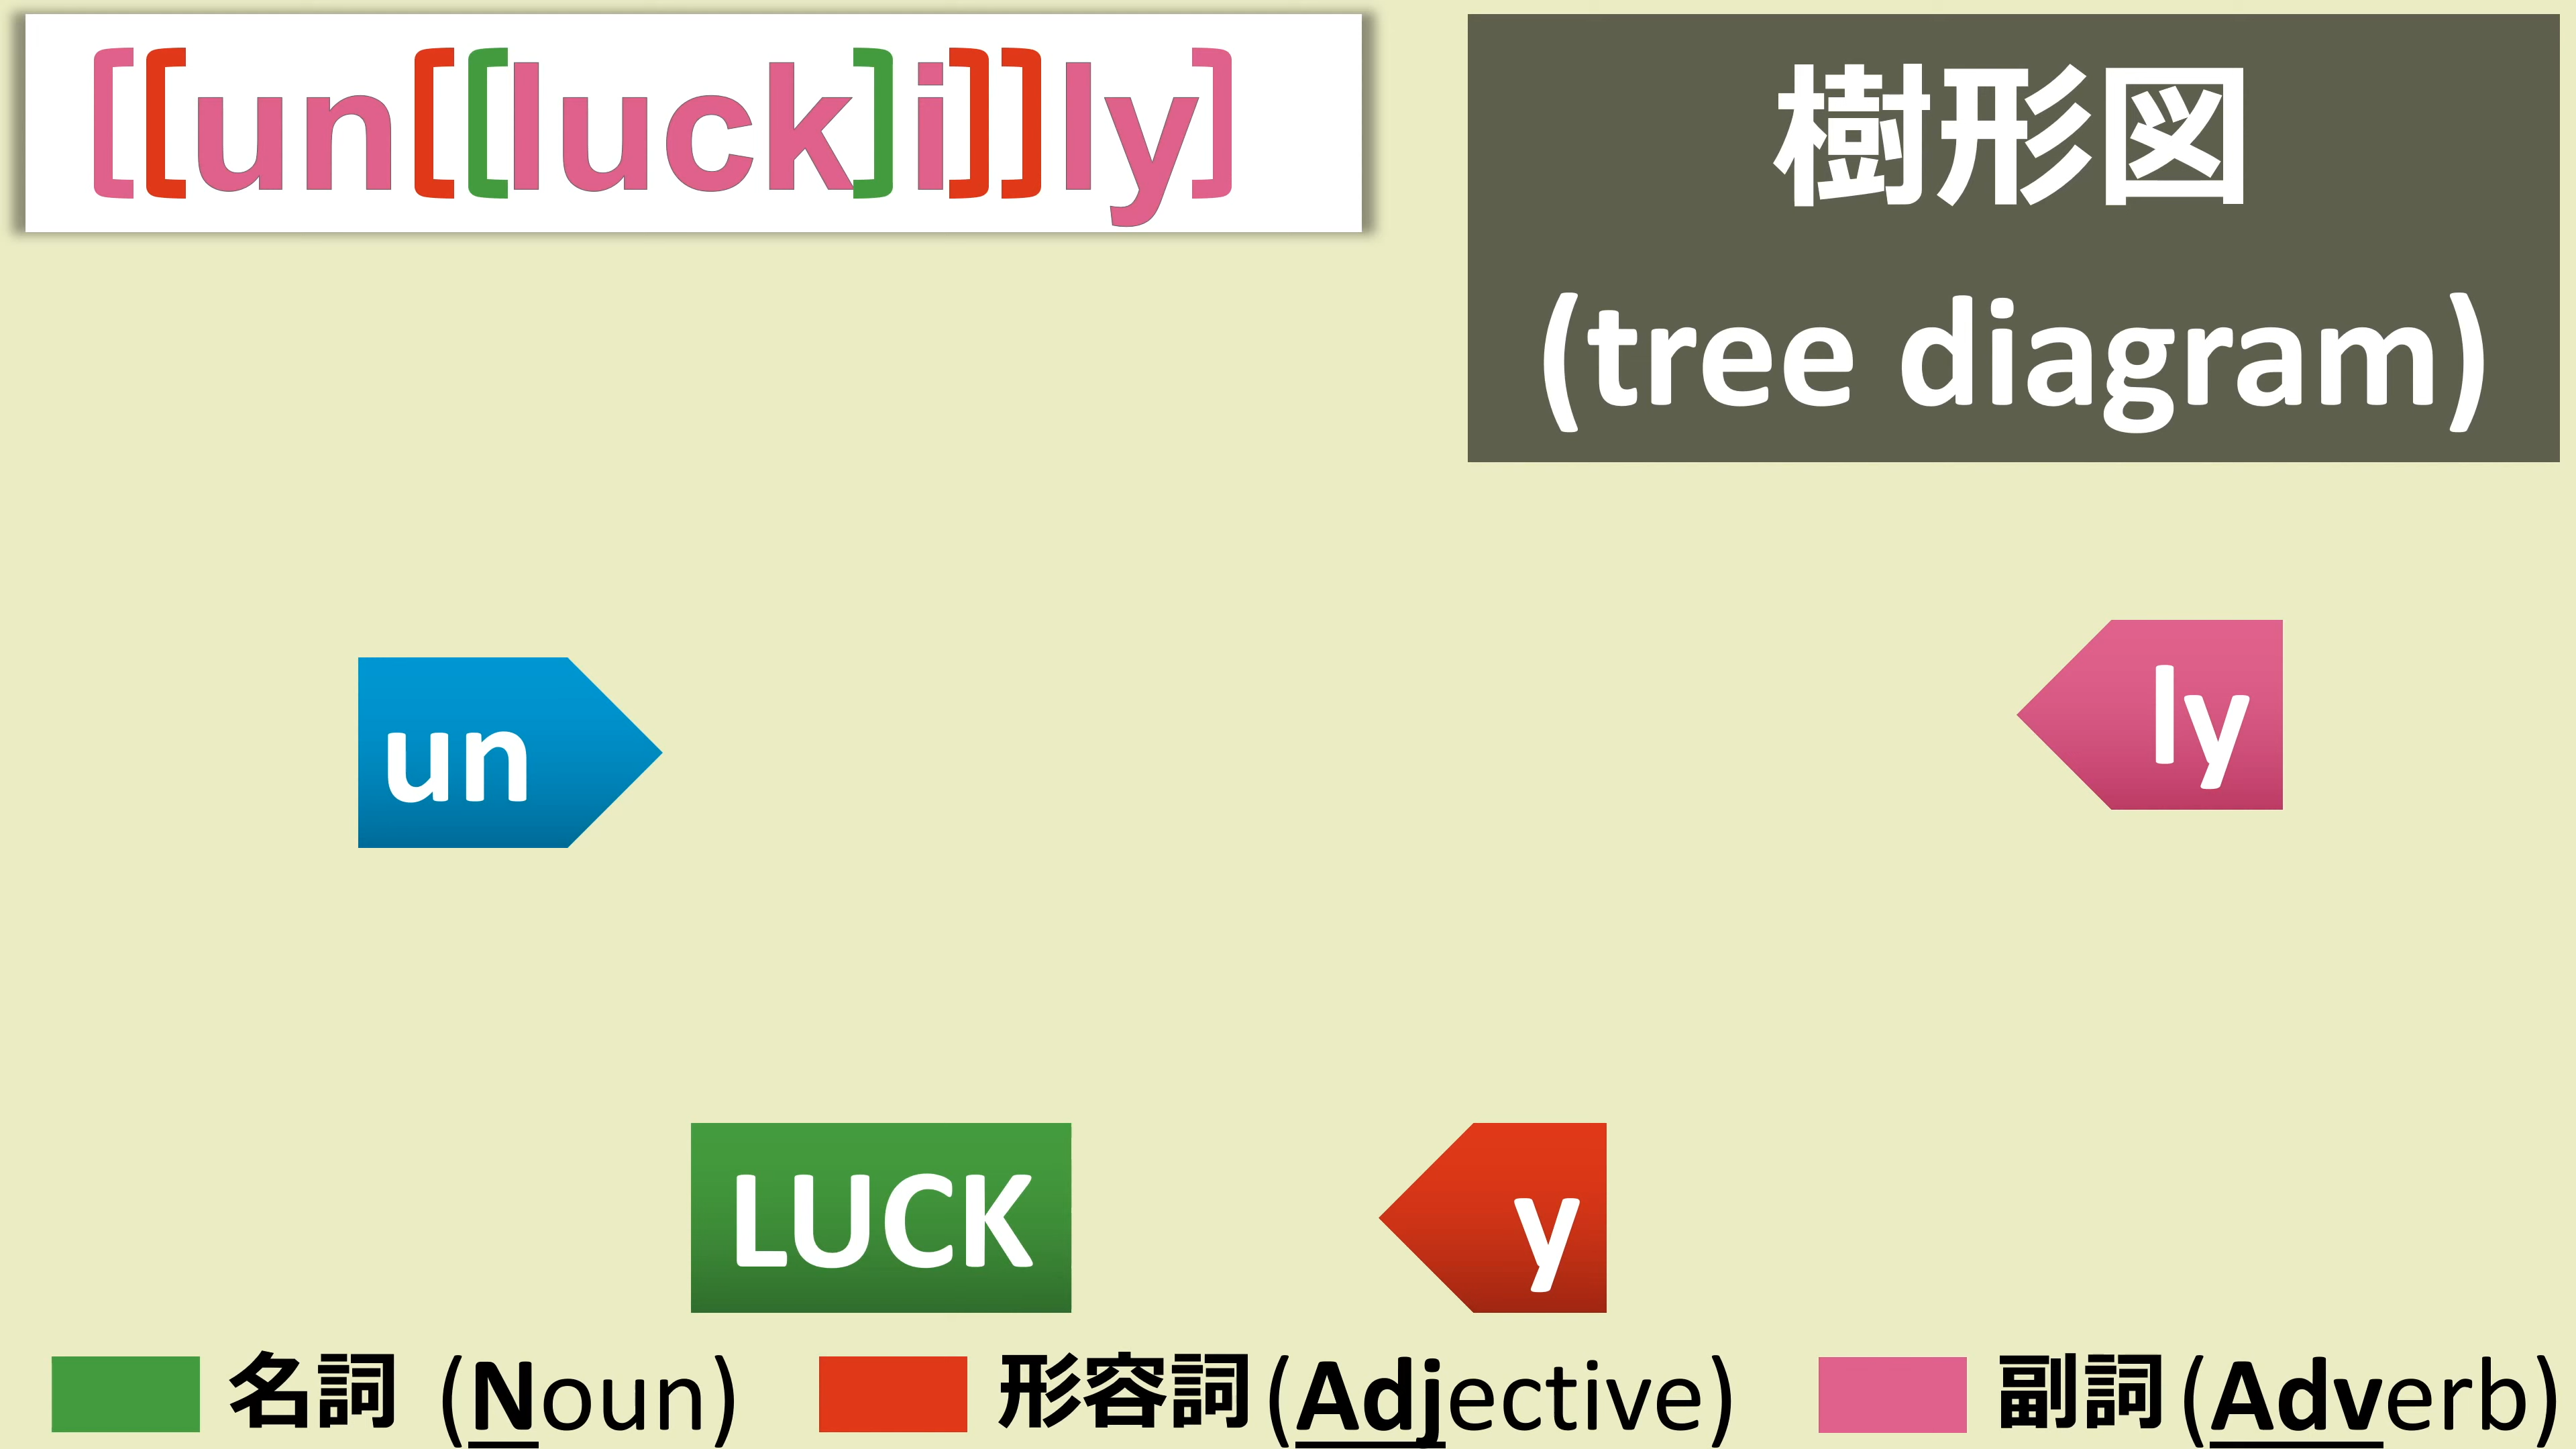 [[un[[luck]i]]ly]
樹形図
(tree diagram)
un
ly
LUCK
y
名詞 (Noun)
形容詞(Adjective)
副詞(Adverb)